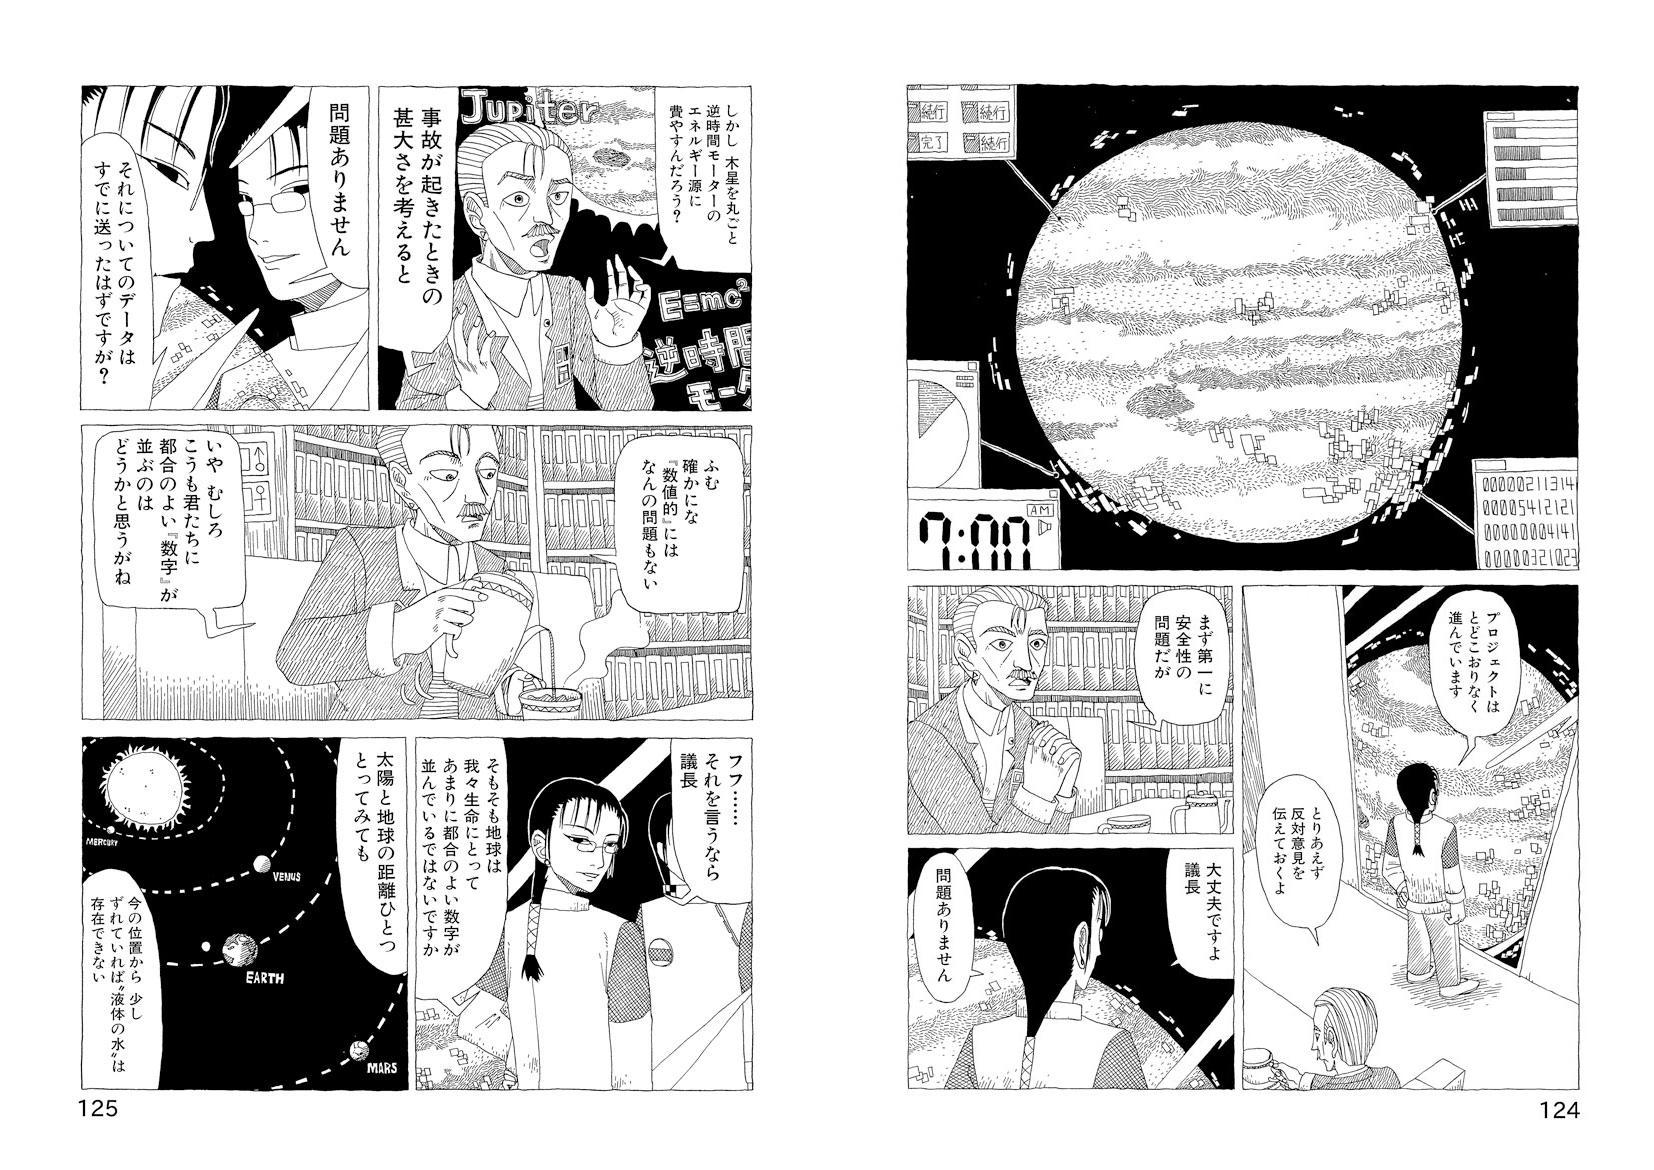 続行
続行
完了
続行
AM
7:00
0000021134
0000541212
0000000414
0000032102
プロジェクトは
とどこおりなく
進んでいます
とりあえず
反対意見を
伝えておくよ
まず第一に
安全性の
問題だが
大丈夫ですよ
議長
問題ありません
124
しかし 木星を丸ごと
逆時間モーターの
エネルギー源に
費やすんだろう?
事故が起きたときの
甚大さを考えると
Jupiter
E=mc²
逆時間
モータ
問題ありません
それについてのデータは
すでに送ったはずですが?
ふむ
確かにな
『数値的』には
なんの問題もない
いや むしろ
こうも君たちに
都合のよい『数字』が
並ぶのは
どうかと思うがね
フフ……
それを言うなら
議長
そもそも地球は
我々生命にとって
あまりに都合のよい数字が
並んでいるではないですか
太陽と地球の距離ひとつ
とってみても
MERCURY
VENUS
EARTH
MARS
今の位置から 少し
ずれていれば〝液体の水〟は
存在できない
125